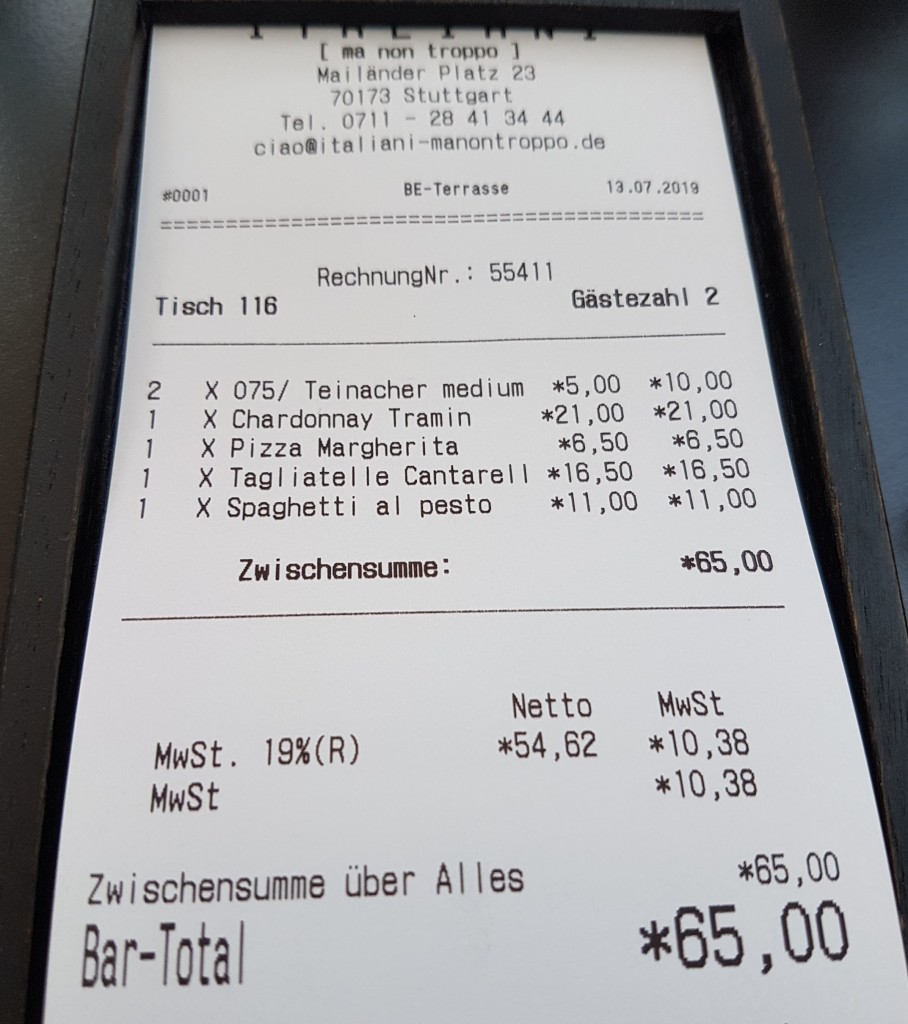 ITALIANI
[ ma non troppo ]
Mailänder Platz 23
70173 Stuttgart
Tel. 0711 - 28 41 34 44
ciao@italiani-manontroppo.de
#0001 BE-Terrasse 13.07.2019
=============================================
RechnungNr.: 55411
Tisch 116 Gästezahl 2
2 X 075/ Teinacher medium *5,00 *10,00
1 X Chardonnay Tramin *21,00 *21,00
1 X Pizza Margherita *6,50 *6,50
1 X Tagliatelle Cantarell *16,50 *16,50
1 X Spaghetti al pesto *11,00 *11,00
Zwischensumme: *65,00
Netto MwSt
MwSt. 19%(R) *54,62 *10,38
MwSt *10,38
Zwischensumme über Alles *65,00
Bar-Total *65,00